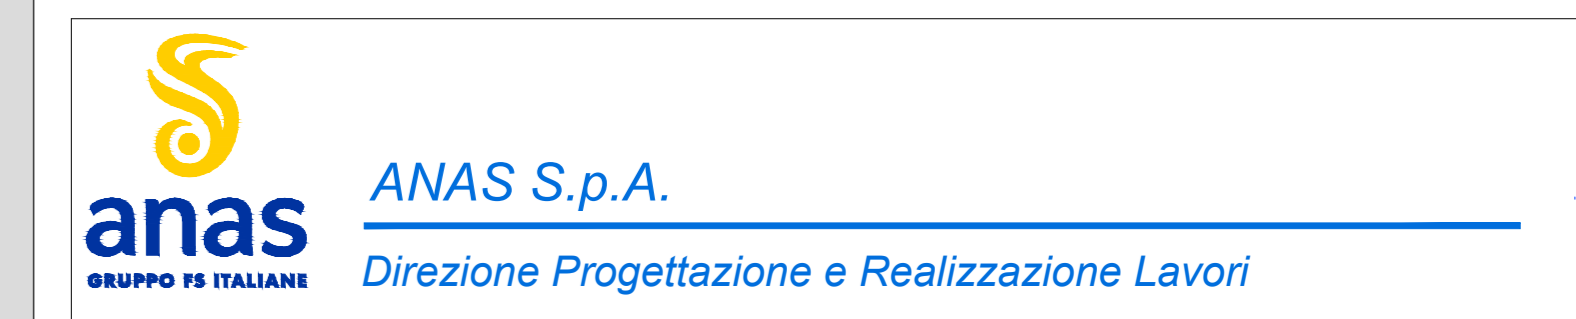 anas
GRUPPO FS ITALIANE
ANAS S.p.A.
Direzione Progettazione e Realizzazione Lavori